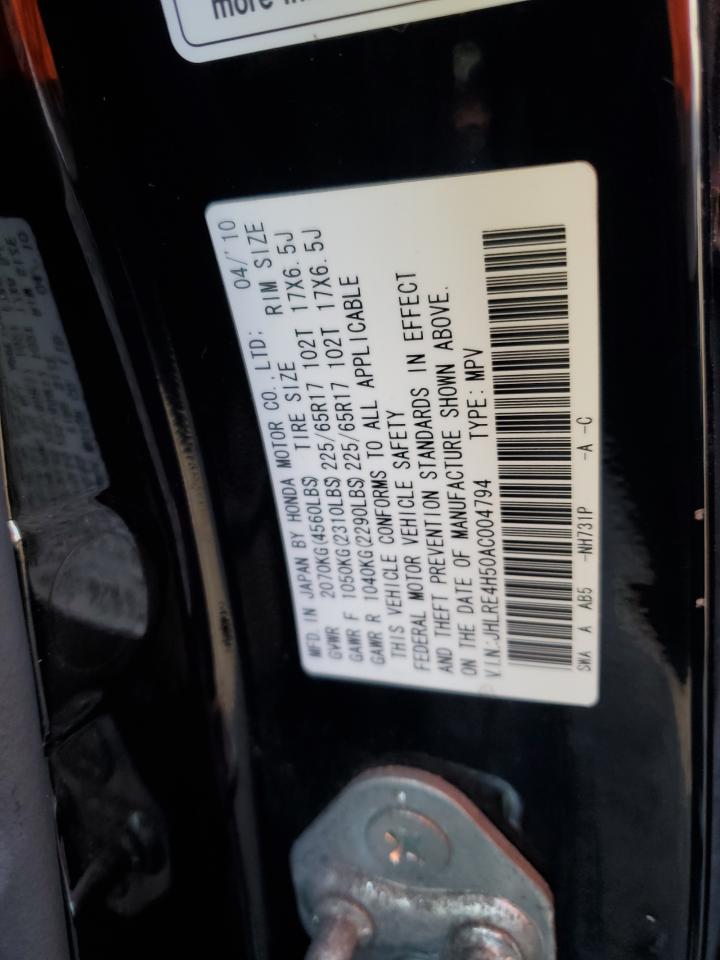 more
MFD. IN JAPAN BY HONDA MOTOR CO., LTD: 04/'10
GVWR 2070KG(4560LBS) TIRE SIZE RIM SIZE
GAWR F 1050KG(2310LBS) 225/65R17 102T 17X6.5J
GAWR R 1040KG(2290LBS) 225/65R17 102T 17X6.5J
THIS VEHICLE CONFORMS TO ALL APPLICABLE
FEDERAL MOTOR VEHICLE SAFETY
AND THEFT PREVENTION STANDARDS IN EFFECT
ON THE DATE OF MANUFACTURE SHOWN ABOVE.
V.I.N:JHLRE4H50AC004794 TYPE: MPV
SWA A AB5 -NH731P -A -C